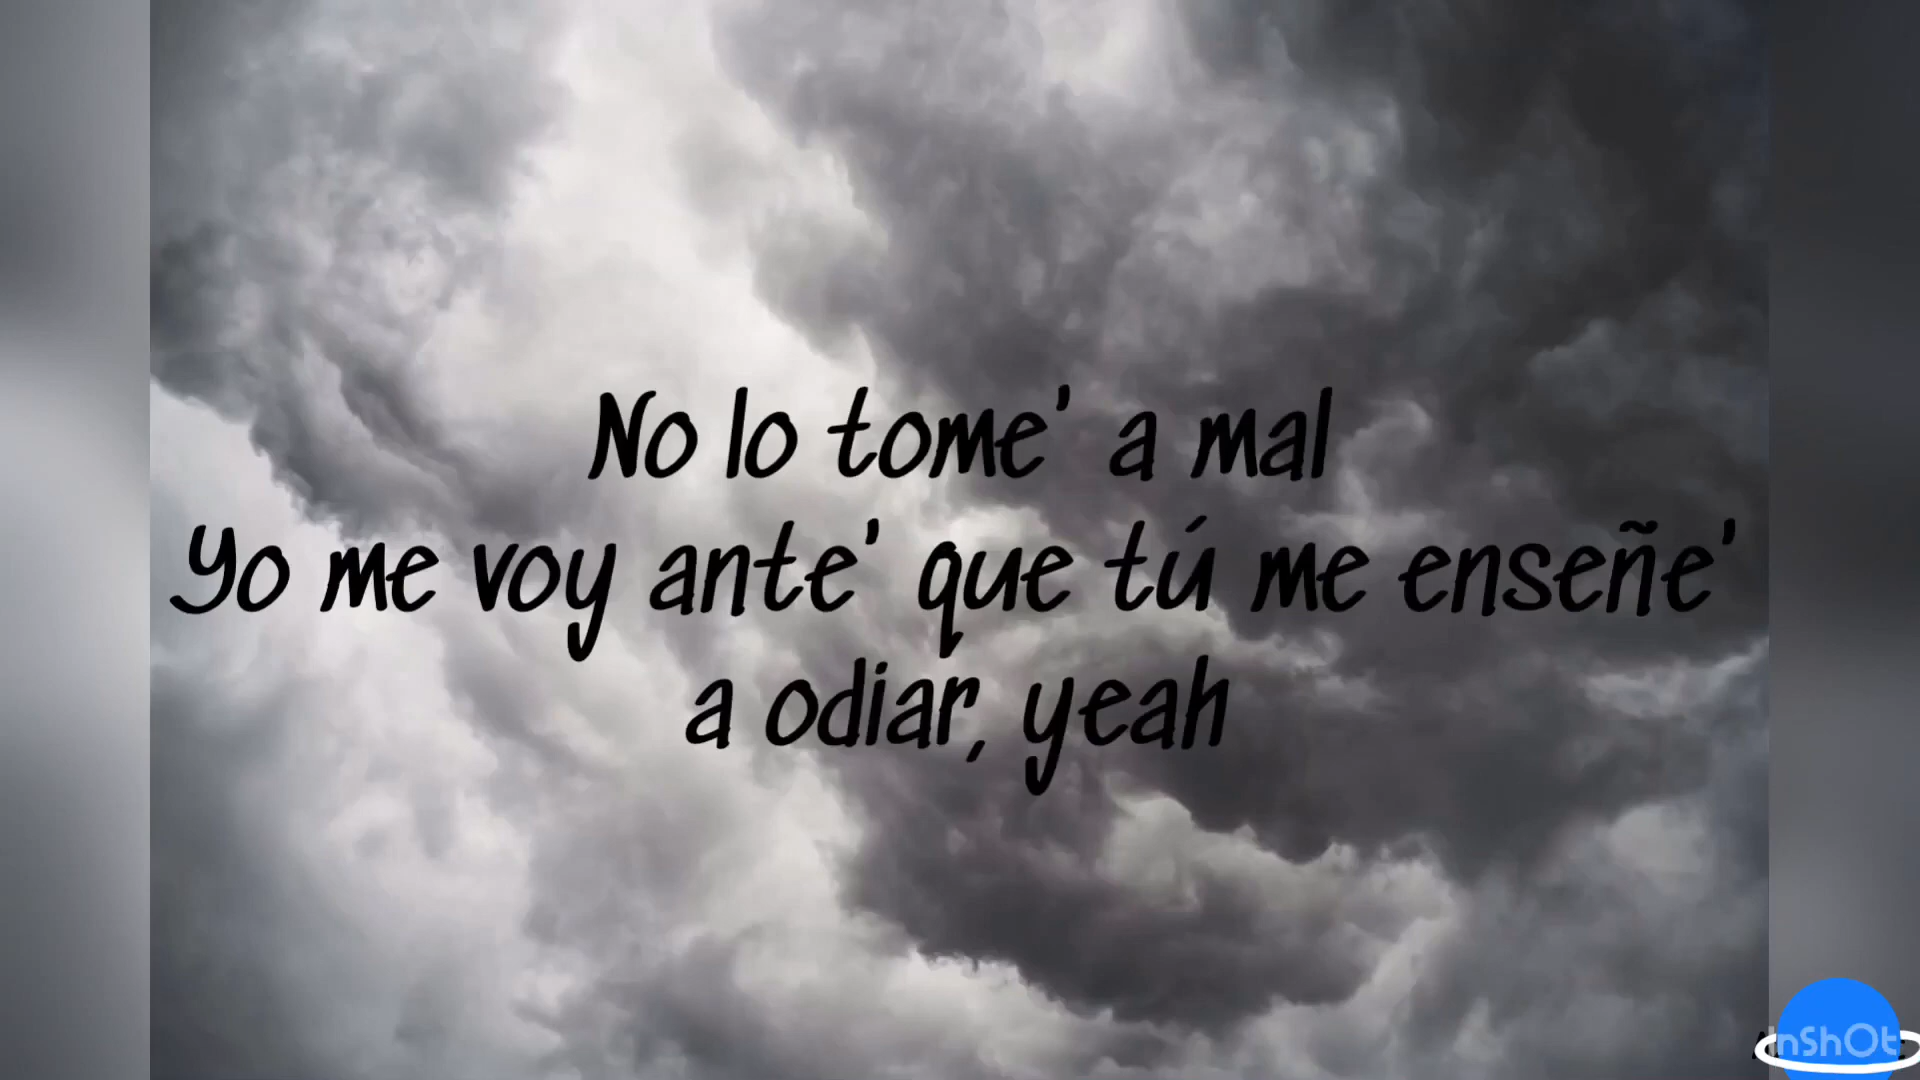 No lo tome' a mal
Yo me voy ante' que tú me enseñe'
a odiar, yeah
InShOt